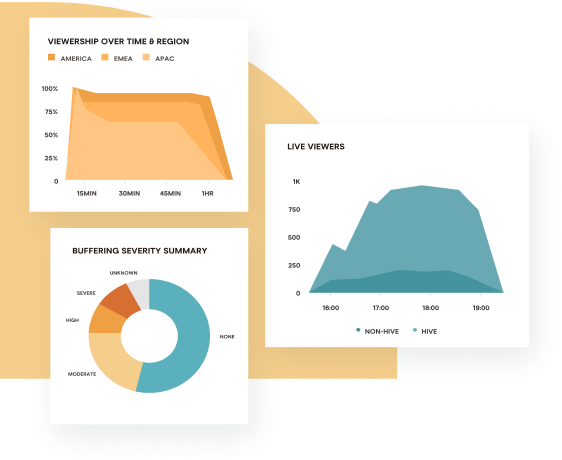 VIEWERSHIP OVER TIME & REGION
AMERICA EMEA APAC
100%
75%
50%
25%
0
15MIN 30MIN 45MIN 1HR
LIVE VIEWERS
1K
750
500
250
0
16:00 17:00 18:00 19:00
NON-HIVE HIVE
BUFFERING SEVERITY SUMMARY
UNKNOWN
SEVERE
HIGH
NONE
MODERATE